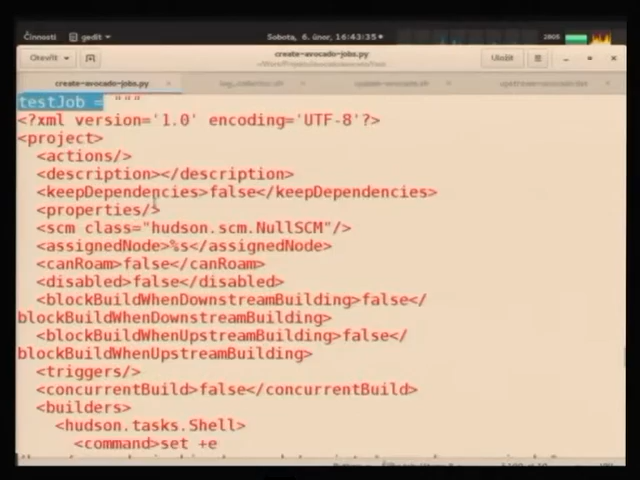 Činnosti gedit Sobota, 6. únor, 16:43:35
create-avocado-jobs.py
Otevřít Uložit
create-avocado-jobs.py
testJob = """
<?xml version='1.0' encoding='UTF-8'?>
<project>
<actions/>
<description></description>
<keepDependencies>false</keepDependencies>
<properties/>
<scm class="hudson.scm.NullSCM"/>
<assignedNode>%s</assignedNode>
<canRoam>false</canRoam>
<disabled>false</disabled>
<blockBuildWhenDownstreamBuilding>false</
blockBuildWhenDownstreamBuilding>
<blockBuildWhenUpstreamBuilding>false</
blockBuildWhenUpstreamBuilding>
<triggers/>
<concurrentBuild>false</concurrentBuild>
<builders>
<hudson.tasks.Shell>
<command>set +e